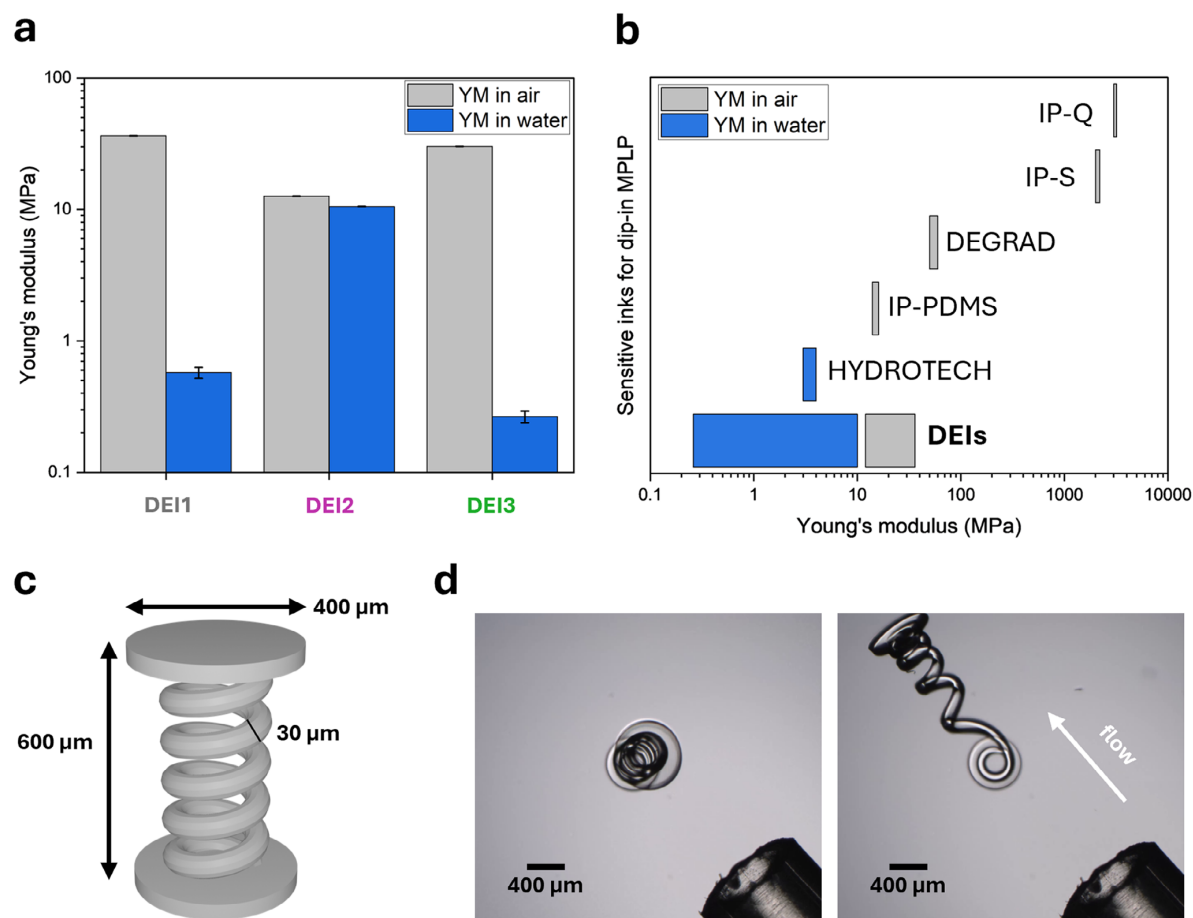 a
100
10
1
0.1
Young's modulus (MPa)
YM in air
YM in water
DEI1
DEI2
DEI3
b
Sensitive inks for dip-in MPLP
YM in air
YM in water
IP-Q
IP-S
DEGRAD
IP-PDMS
HYDROTECH
DEIs
0.1
1
10
100
1000
10000
Young's modulus (MPa)
c
400 µm
600 µm
30 µm
d
400 µm
flow
400 µm